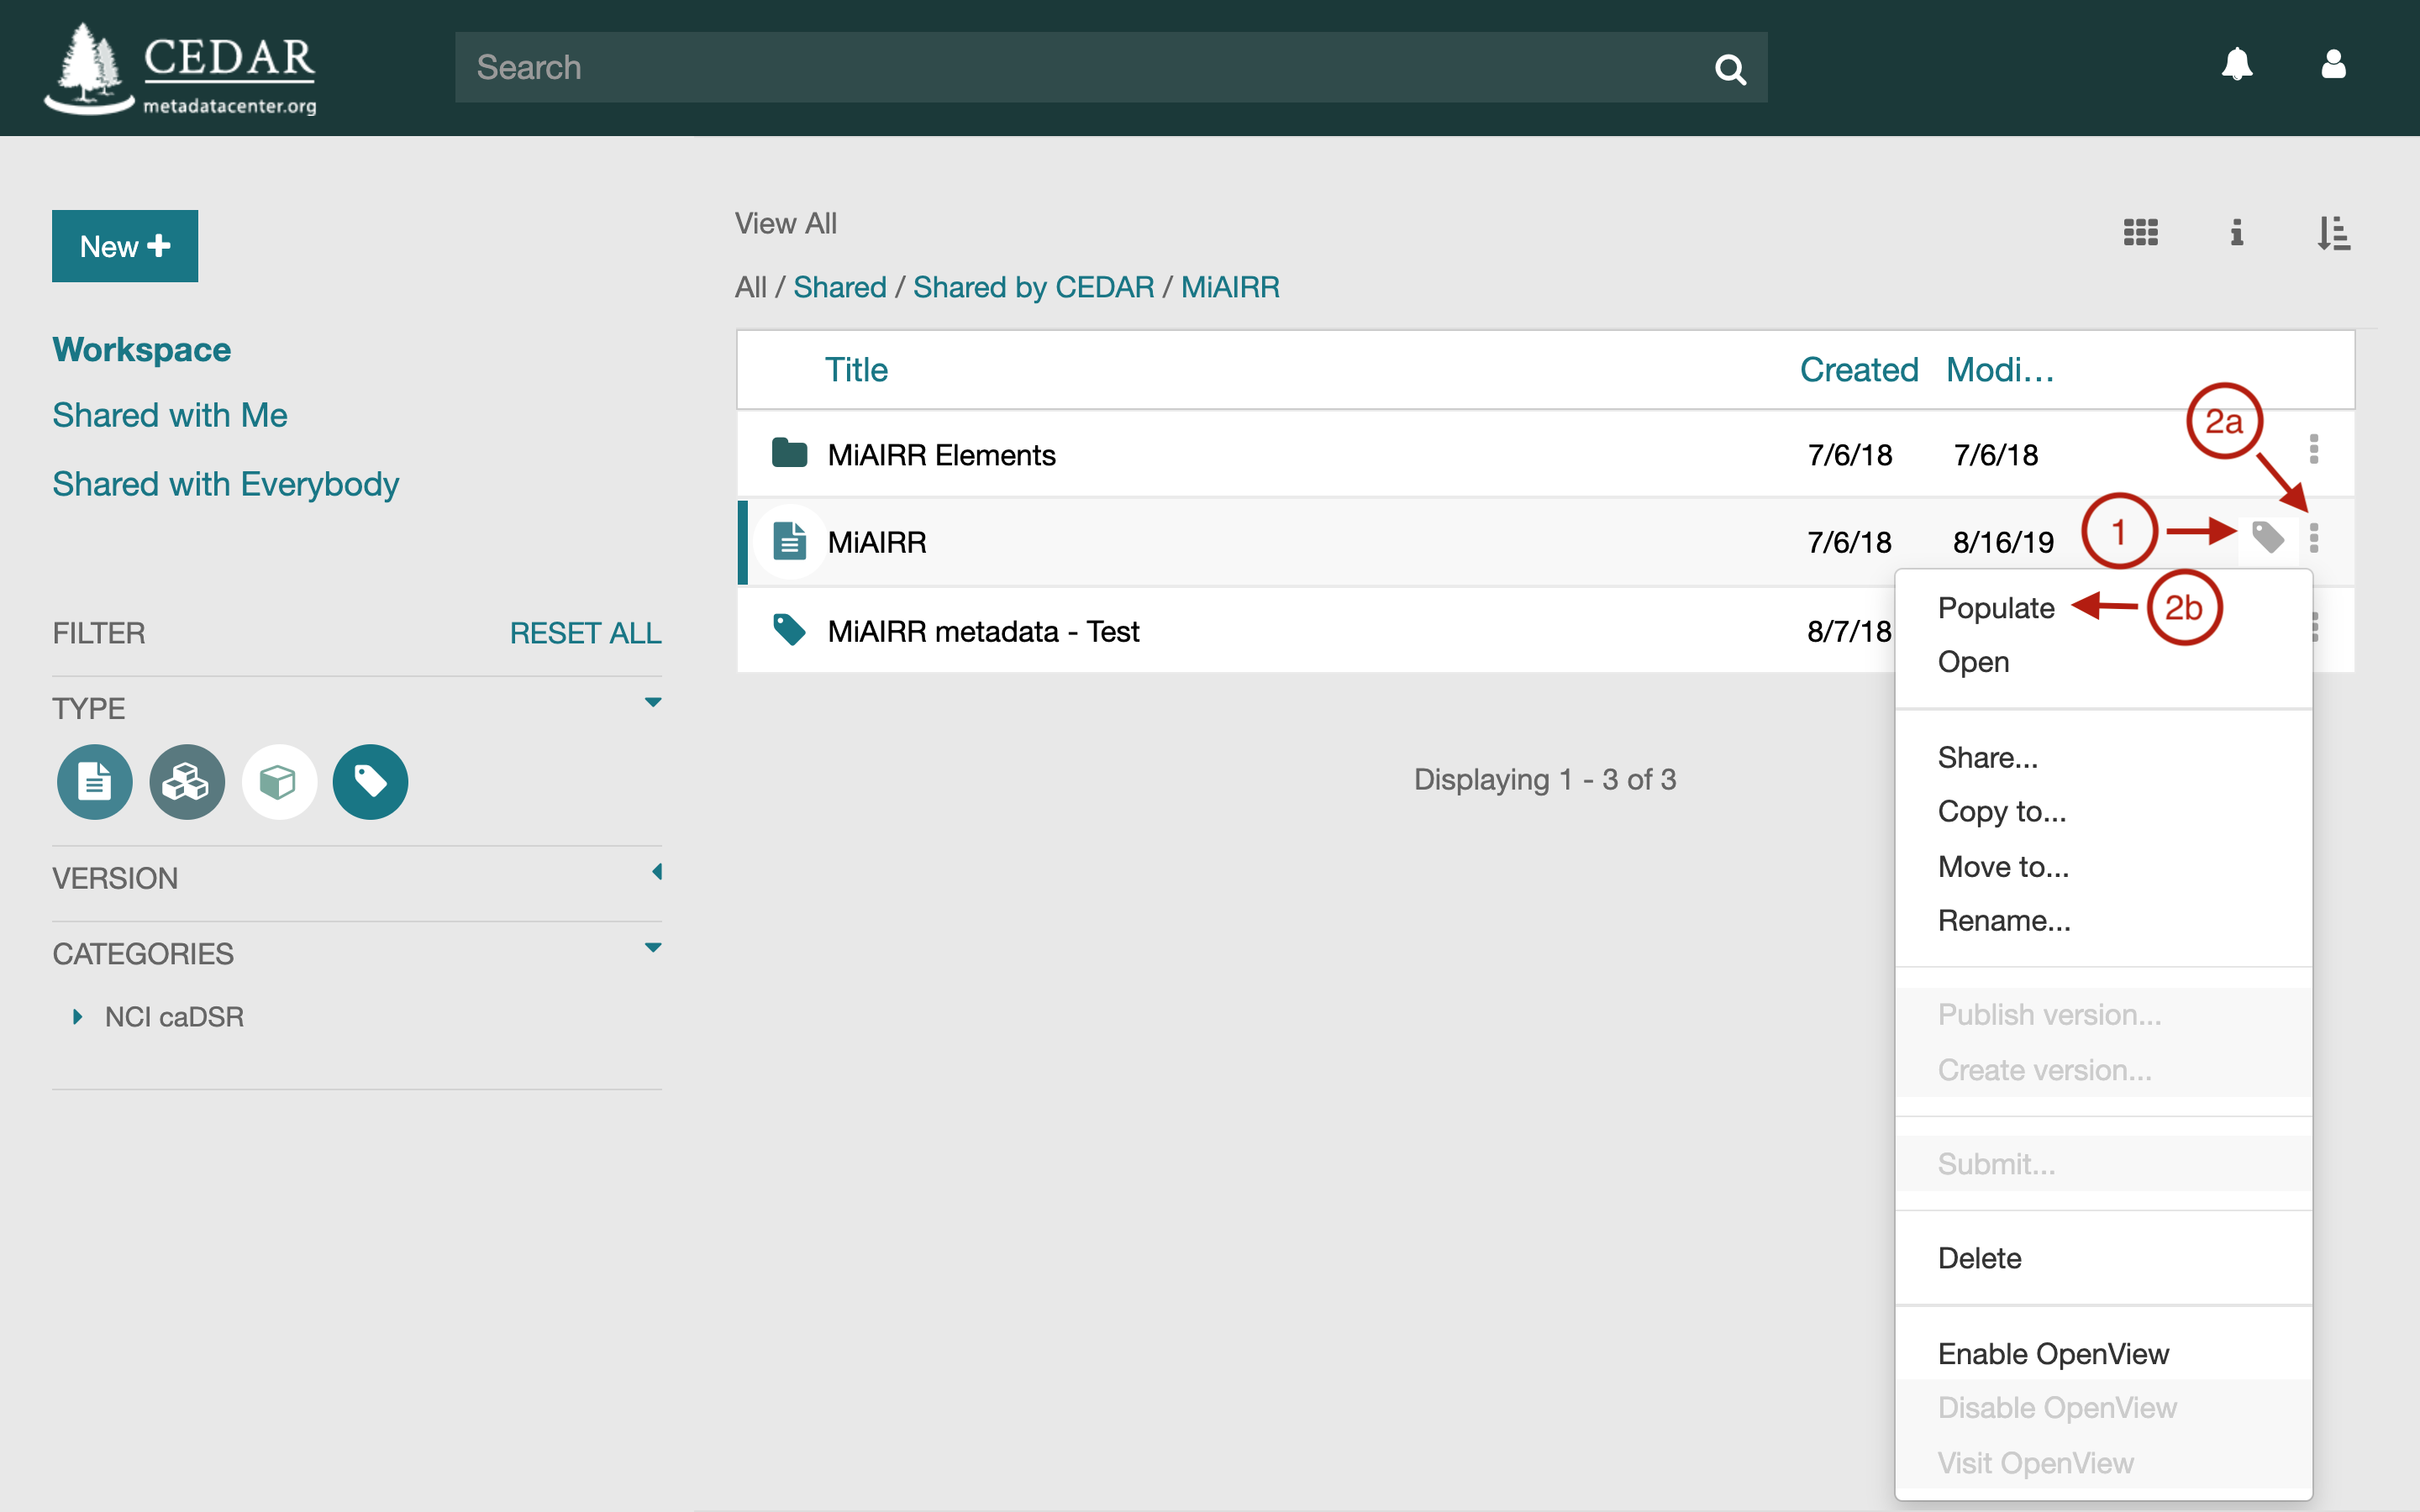 CEDAR
metadatacenter.org
Search
New
View All
All / Shared / Shared by CEDAR / MiAIRR
Workspace
Shared with Me
Shared with Everybody
FILTER RESET ALL
TYPE
VERSION
CATEGORIES
NCI caDSR
Title Created Modi...
MiAIRR Elements 7/6/18 7/6/18
2a
MiAIRR 7/6/18 8/16/19
1
MiAIRR metadata - Test 8/7/18
Displaying 1 - 3 of 3
Populate
2b
Open
Share...
Copy to...
Move to...
Rename...
Publish version...
Create version...
Submit...
Delete
Enable OpenView
Disable OpenView
Visit OpenView